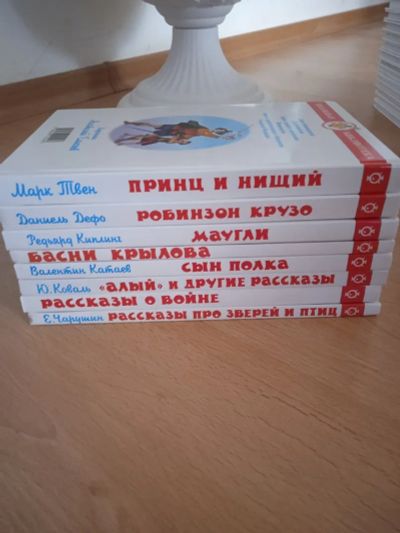 Марк Твен ПРИНЦ И НИЩИЙ
Даниель Дефо РОБИНЗОН КРУЗО
Редьярд Киплинг МАУГЛИ
БАСНИ КРЫЛОВА
Валентин Катаев СЫН ПОЛКА
Ю.Коваль «АЛЫЙ» И ДРУГИЕ РАССКАЗЫ
РАССКАЗЫ О ВОЙНЕ
Е.Чарушин РАССКАЗЫ ПРО ЗВЕРЕЙ И ПТИЦ